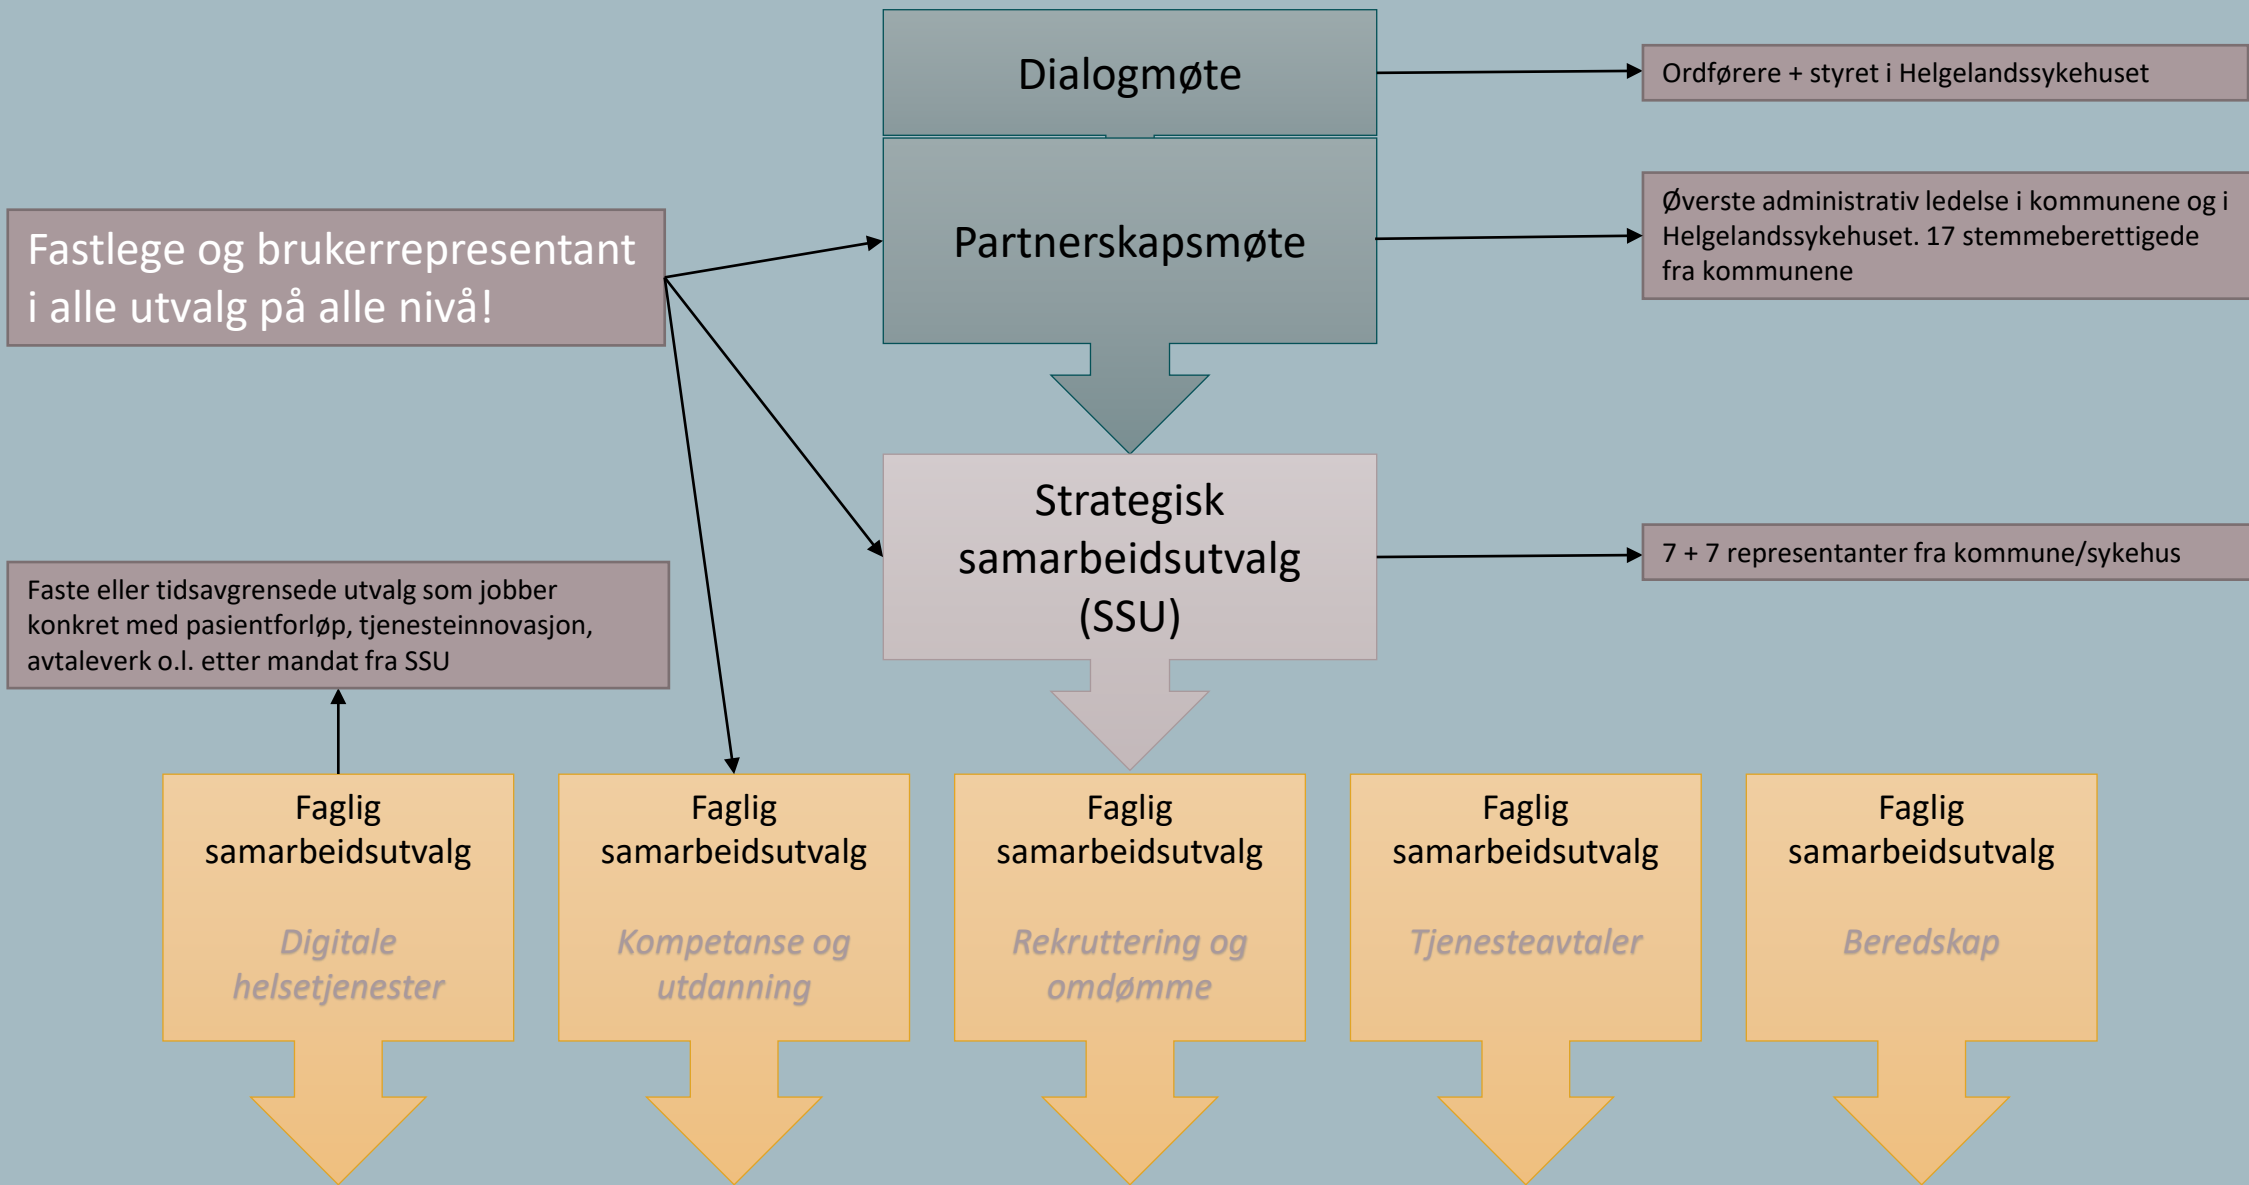 Dialogmøte
Ordførere + styret i Helgelandssykehuset
Partnerskapsmøte
Øverste administrativ ledelse i kommunene og i
Helgelandssykehuset. 17 stemmeberettigede
fra kommunene
Fastlege og brukerrepresentant
i alle utvalg på alle nivå!
Strategisk
samarbeidsutvalg
(SSU)
7 + 7 representanter fra kommune/sykehus
Faste eller tidsavgrensede utvalg som jobber
konkret med pasientforløp, tjenesteinnovasjon,
avtaleverk o.l. etter mandat fra SSU
Faglig
samarbeidsutvalg
Digitale
helsetjenester
Faglig
samarbeidsutvalg
Kompetanse og
utdanning
Faglig
samarbeidsutvalg
Rekruttering og
omdømme
Faglig
samarbeidsutvalg
Tjenesteavtaler
Faglig
samarbeidsutvalg
Beredskap